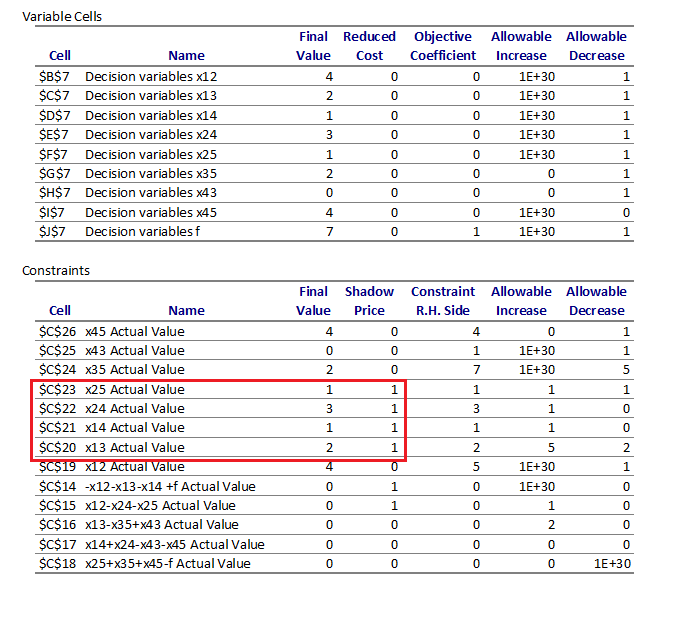 Variable Cells
Final Reduced Objective Allowable Allowable
Cell Name Value Cost Coefficient Increase Decrease
$B$7 Decision variables x12 4 0 0 1E+30 1
$C$7 Decision variables x13 2 0 0 1E+30 1
$D$7 Decision variables x14 1 0 0 1E+30 1
$E$7 Decision variables x24 3 0 0 1E+30 1
$F$7 Decision variables x25 1 0 0 1E+30 1
$G$7 Decision variables x35 2 0 0 0 1
$H$7 Decision variables x43 0 0 0 0 1
$I$7 Decision variables x45 4 0 0 1E+30 0
$J$7 Decision variables f 7 0 1 1E+30 1
Constraints
Final Shadow Constraint Allowable Allowable
Cell Name Value Price R.H. Side Increase Decrease
$C$26 x45 Actual Value 4 0 4 0 1
$C$25 x43 Actual Value 0 0 1 1E+30 1
$C$24 x35 Actual Value 2 0 7 1E+30 5
$C$23 x25 Actual Value 1 1 1 1 1
$C$22 x24 Actual Value 3 1 3 1 0
$C$21 x14 Actual Value 1 1 1 1 0
$C$20 x13 Actual Value 2 1 2 5 2
$C$19 x12 Actual Value 4 0 5 1E+30 1
$C$14 -x12-x13-x14 +f Actual Value 0 1 0 1E+30 0
$C$15 x12-x24-x25 Actual Value 0 1 0 1 0
$C$16 x13-x35+x43 Actual Value 0 0 0 2 0
$C$17 x14+x24-x43-x45 Actual Value 0 0 0 0 0
$C$18 x25+x35+x45-f Actual Value 0 0 0 0 1E+30